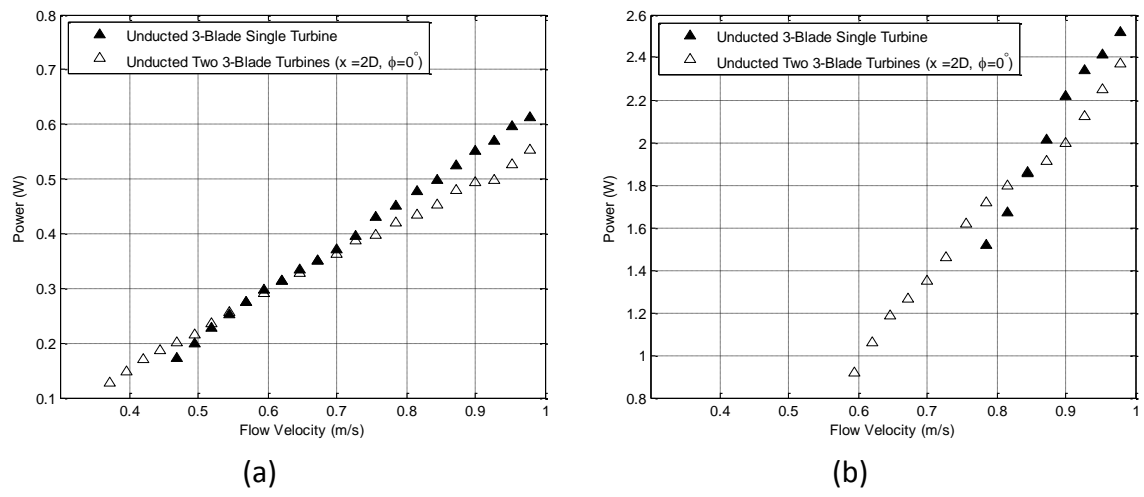 0.8
0.7
0.6
0.5
0.4
0.3
0.2
0.1
Power (W)
Unducted 3-Blade Single Turbine
Unducted Two 3-Blade Turbines (x =2D, ϕ=0°)
0.4 0.5 0.6 0.7 0.8 0.9 1
Flow Velocity (m/s)
(a)
2.6
2.4
2.2
2
1.8
1.6
1.4
1.2
1
0.8
Power (W)
Unducted 3-Blade Single Turbine
Unducted Two 3-Blade Turbines (x =2D, ϕ=0°)
0.4 0.5 0.6 0.7 0.8 0.9 1
Flow Velocity (m/s)
(b)